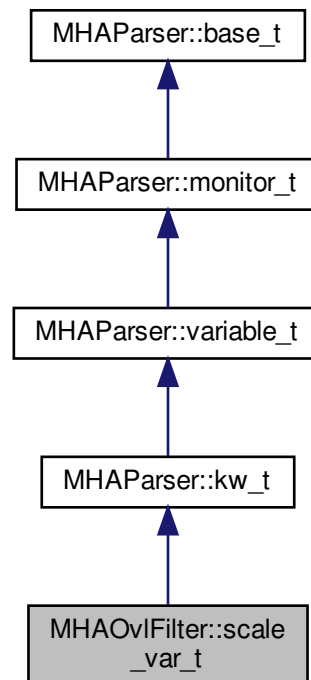 MHAParser::base_t
MHAParser::monitor_t
MHAParser::variable_t
MHAParser::kw_t
MHAOvlFilter::scale
_var_t